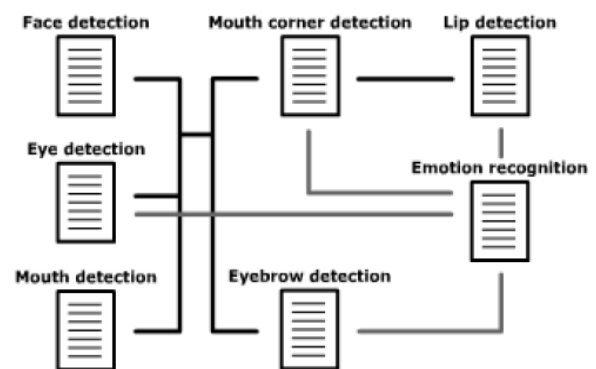 Face detection
Mouth corner detection
Lip detection
Eye detection
Emotion recognition
Mouth detection
Eyebrow detection